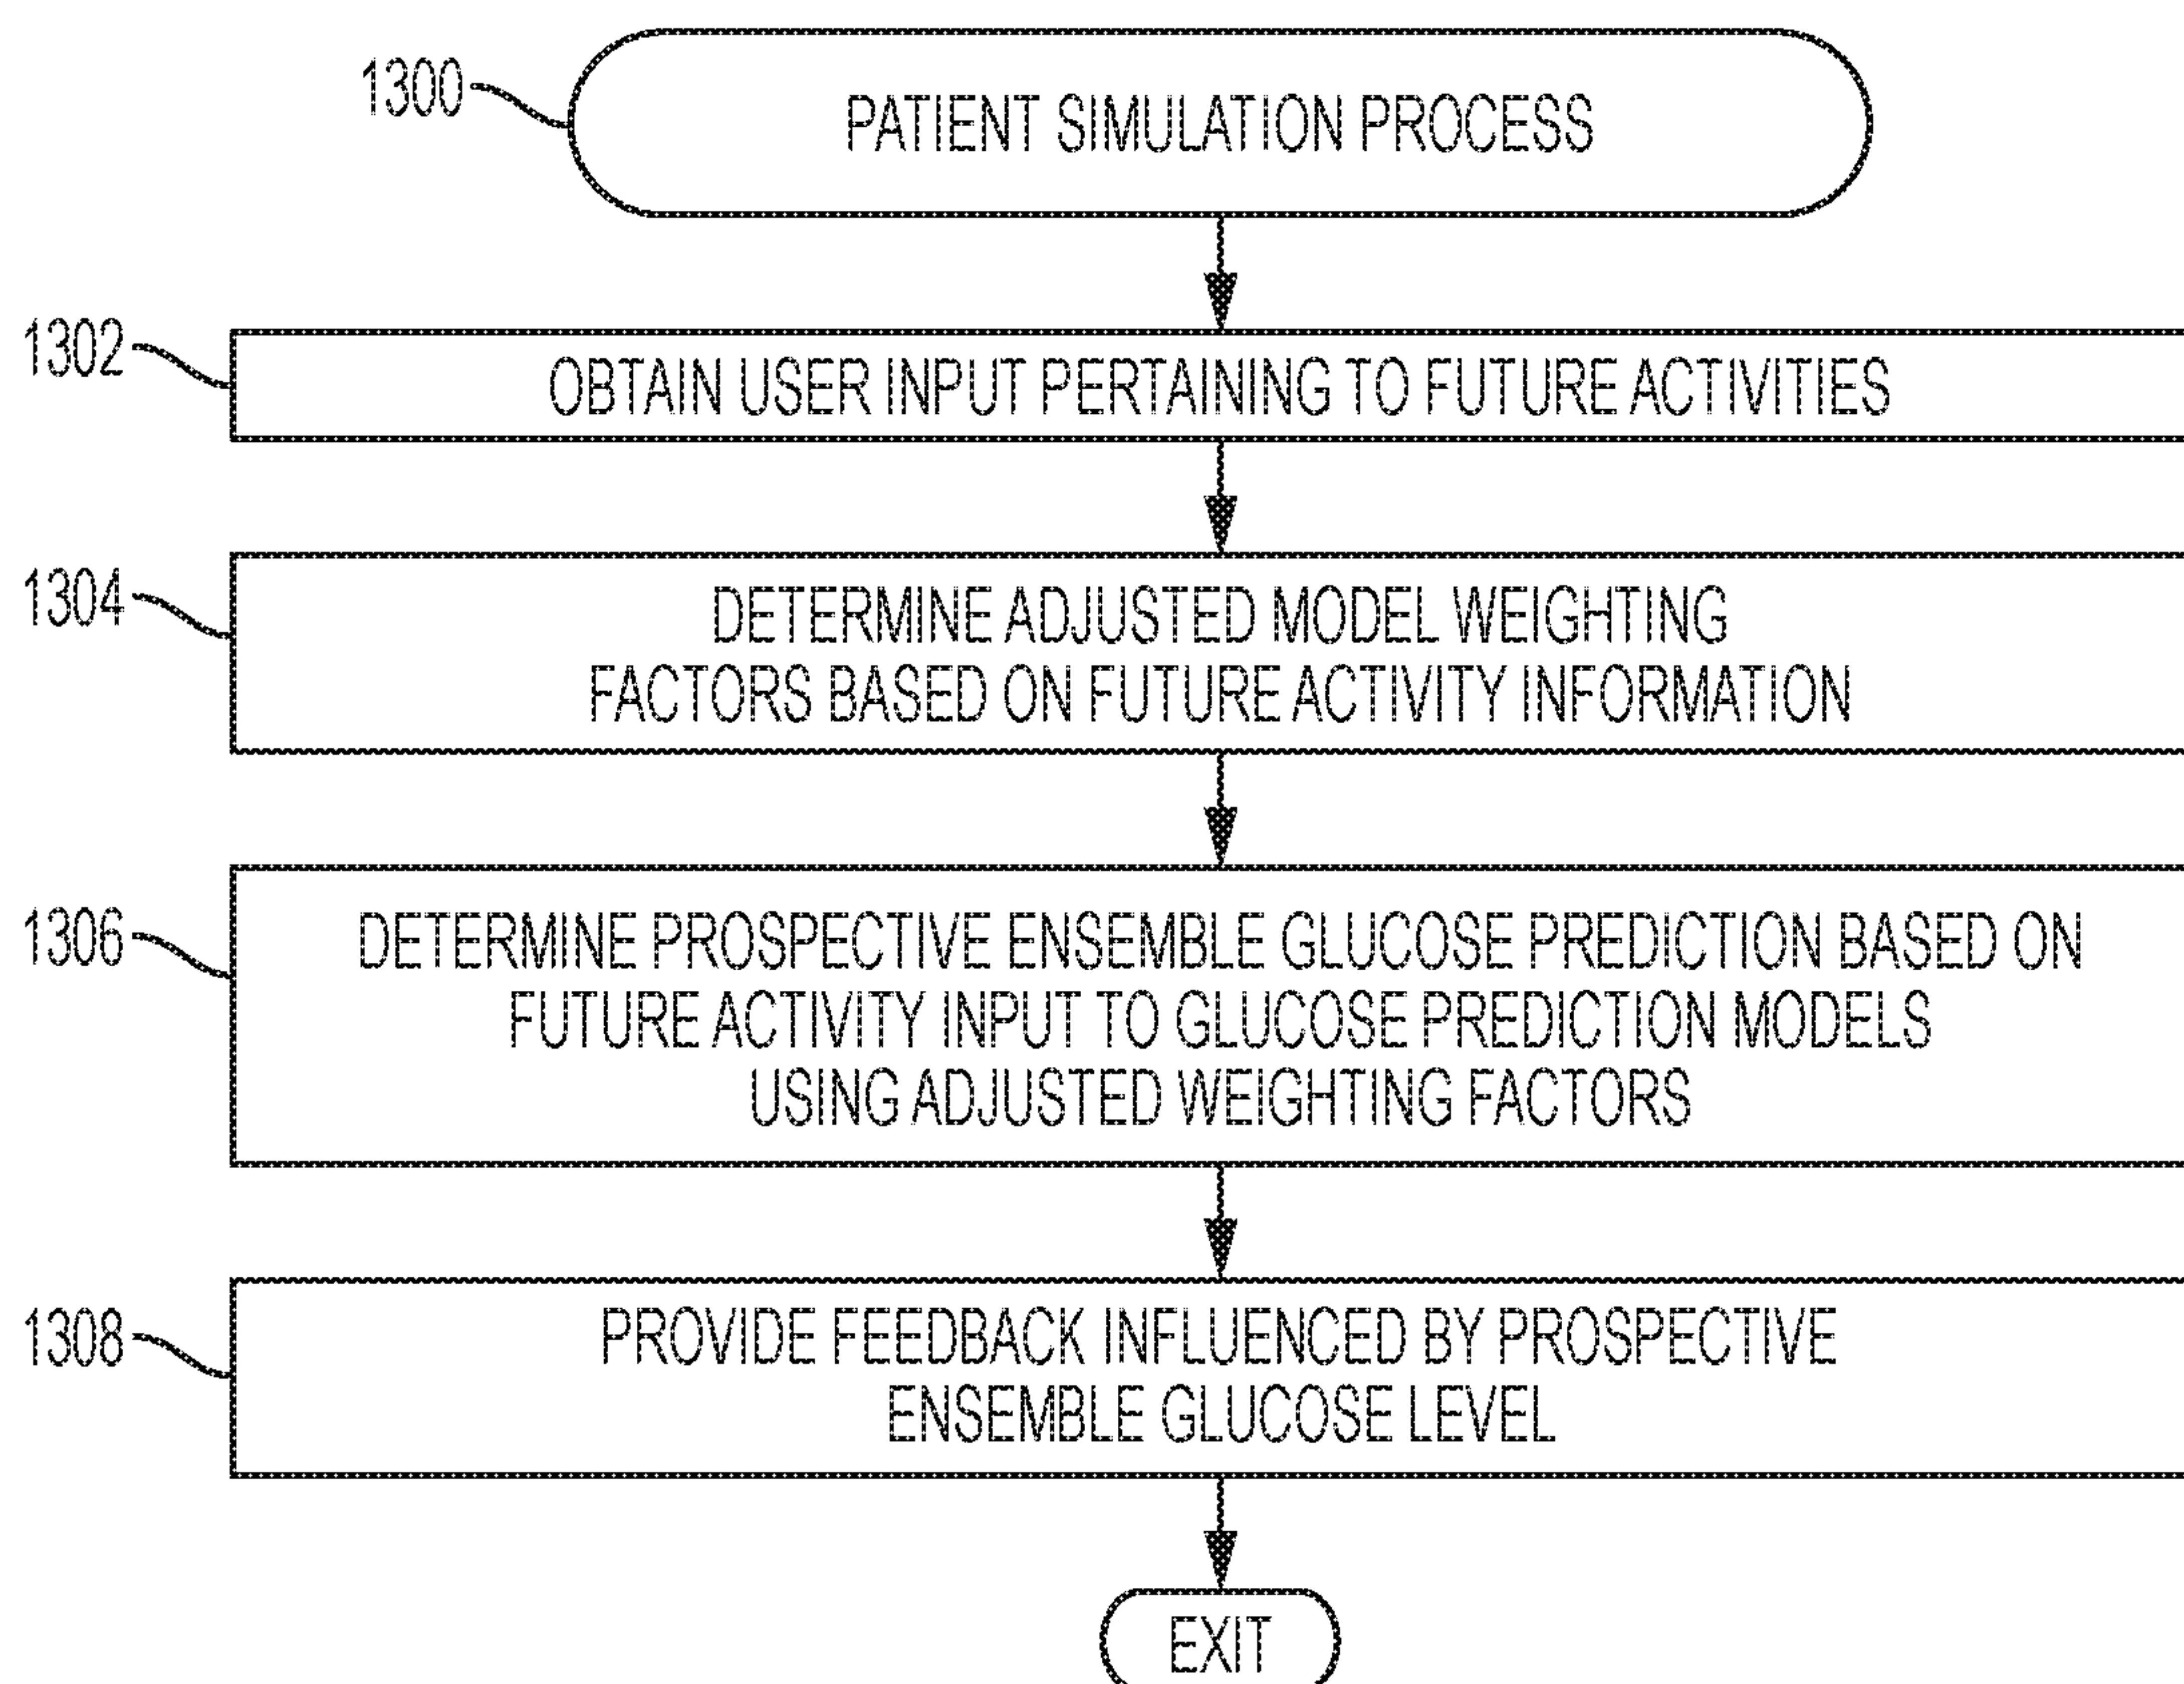 1300
PATIENT SIMULATION PROCESS
1302
OBTAIN USER INPUT PERTAINING TO FUTURE ACTIVITIES
1304
DETERMINE ADJUSTED MODEL WEIGHTING
FACTORS BASED ON FUTURE ACTIVITY INFORMATION
1306
DETERMINE PROSPECTIVE ENSEMBLE GLUCOSE PREDICTION BASED ON
FUTURE ACTIVITY INPUT TO GLUCOSE PREDICTION MODELS
USING ADJUSTED WEIGHTING FACTORS
1308
PROVIDE FEEDBACK INFLUENCED BY PROSPECTIVE
ENSEMBLE GLUCOSE LEVEL
EXIT